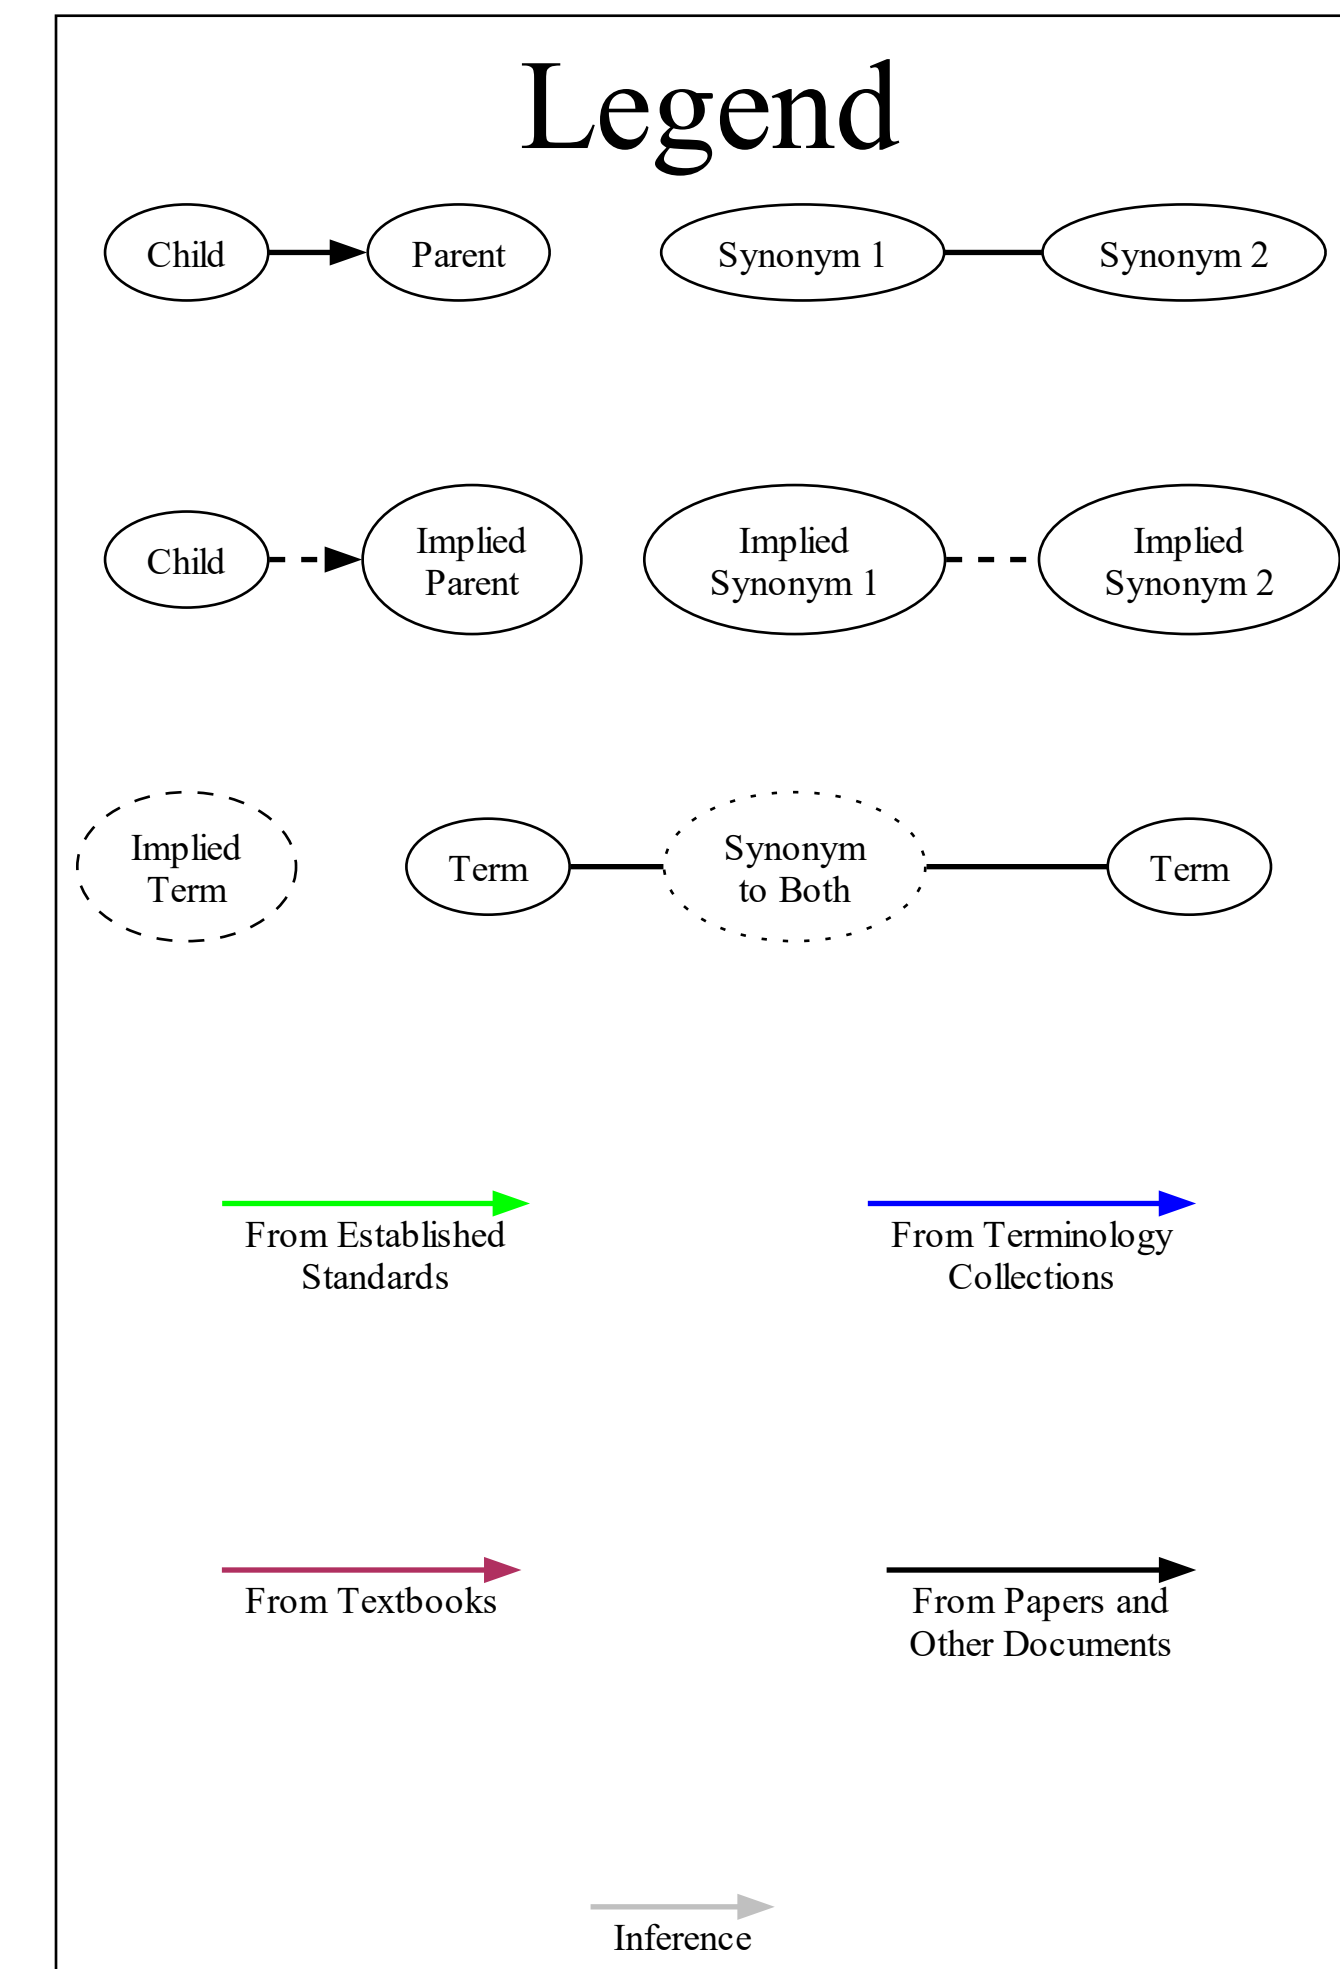 Legend
Child
Parent
Synonym 1
Synonym 2
Child
Implied
Parent
Implied
Synonym 1
Implied
Synonym 2
Implied
Term
Term
Synonym
to Both
Term
From Established
Standards
From Terminology
Collections
From Textbooks
From Papers and
Other Documents
Inference